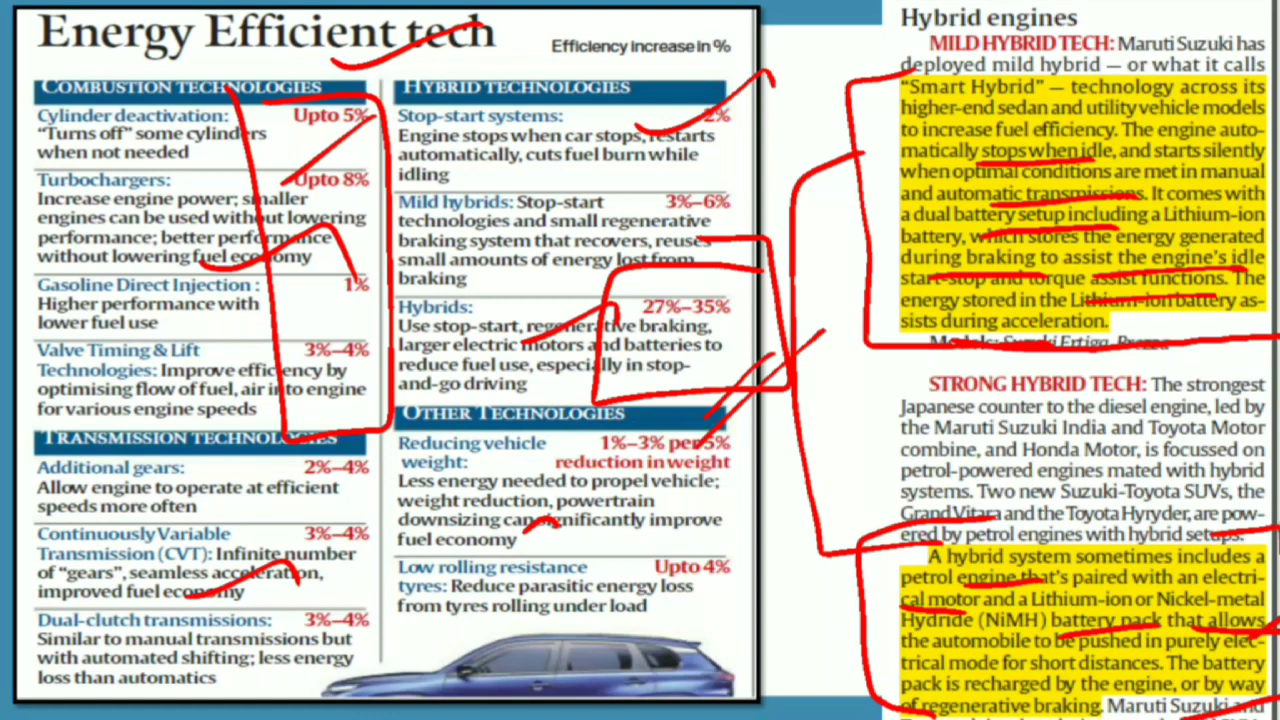 Energy Efficient tech
Efficiency increase in %
COMBUSTION TECHNOLOGIES
Cylinder deactivation: Upto 5%
“Turns off” some cylinders
when not needed
Turbochargers: Upto 8%
Increase engine power; smaller
engines can be used without lowering
performance; better performance
without lowering fuel economy
Gasoline Direct Injection : 1%
Higher performance with
lower fuel use
Valve Timing & Lift 3%–4%
Technologies: Improve efficiency by
optimising flow of fuel, air into engine
for various engine speeds
TRANSMISSION TECHNOLOGIES
Additional gears: 2%–4%
Allow engine to operate at efficient
speeds more often
Continuously Variable 3%–4%
Transmission (CVT): Infinite number
of “gears”, seamless acceleration,
improved fuel economy
Dual-clutch transmissions: 3%–4%
Similar to manual transmissions but
with automated shifting; less energy
loss than automatics
HYBRID TECHNOLOGIES
Stop-start systems: 2%
Engine stops when car stops, restarts
automatically, cuts fuel burn while
idling
Mild hybrids: Stop-start 3%–6%
technologies and small regenerative
braking system that recovers, reuses
small amounts of energy lost from
braking
Hybrids: 27%–35%
Use stop-start, regenerative braking,
larger electric motors and batteries to
reduce fuel use, especially in stop-
and-go driving
OTHER TECHNOLOGIES
Reducing vehicle 1%–3% per 5%
weight: reduction in weight
Less energy needed to propel vehicle;
weight reduction, powertrain
downsizing can significantly improve
fuel economy
Low rolling resistance Upto 4%
tyres: Reduce parasitic energy loss
from tyres rolling under load
Hybrid engines
MILD HYBRID TECH: Maruti Suzuki has
deployed mild hybrid — or what it calls
“Smart Hybrid” — technology across its
higher-end sedan and utility vehicle models
to increase fuel efficiency. The engine auto-
matically stops when idle, and starts silently
when optimal conditions are met in manual
and automatic transmissions. It comes with
a dual battery setup including a Lithium-ion
battery, which stores the energy generated
during braking to assist the engine’s idle
start-stop and torque assist functions. The
energy stored in the Lithium-ion battery as-
sists during acceleration.
Models: Suzuki Ertiga, Brezza
STRONG HYBRID TECH: The strongest
Japanese counter to the diesel engine, led by
the Maruti Suzuki India and Toyota Motor
combine, and Honda Motor, is focussed on
petrol-powered engines mated with hybrid
systems. Two new Suzuki-Toyota SUVs, the
Grand Vitara and the Toyota Hyryder, are pow-
ered by petrol engines with hybrid setups.
A hybrid system sometimes includes a
petrol engine that’s paired with an electri-
cal motor and a Lithium-ion or Nickel-metal
Hydride (NiMH) battery pack that allows
the automobile to be pushed in purely elec-
trical mode for short distances. The battery
pack is recharged by the engine, or by way
of regenerative braking. Maruti Suzuki and